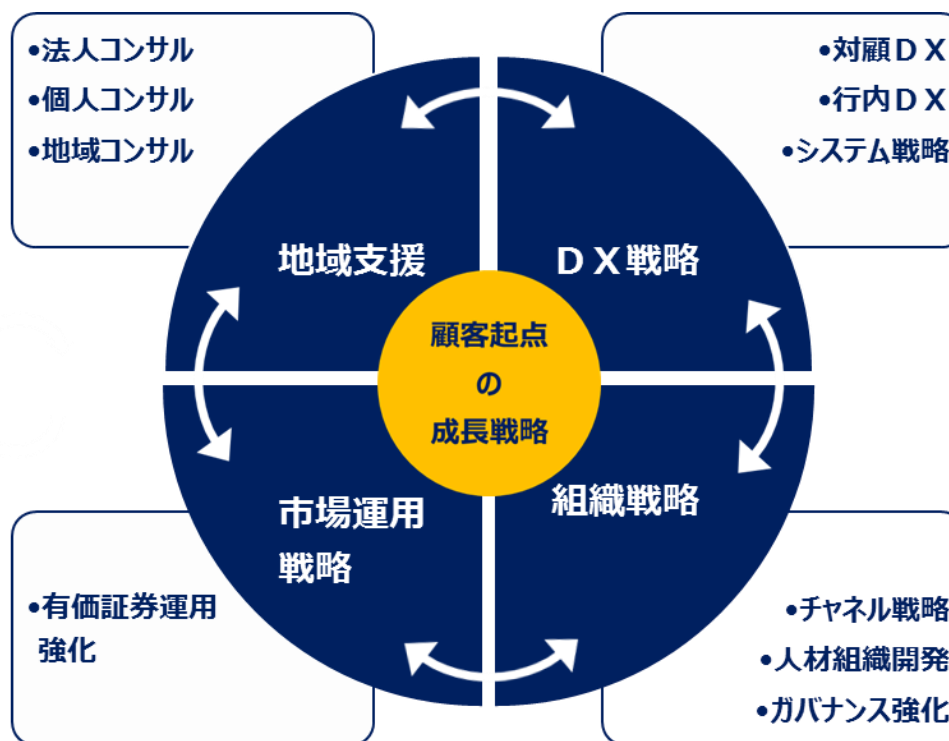 •法人コンサル
•個人コンサル
•地域コンサル
•対顧ＤＸ
•行内ＤＸ
•システム戦略
地域支援
ＤＸ戦略
顧客起点
の
成長戦略
市場運用
戦略
組織戦略
•有価証券運用
強化
•チャネル戦略
•人材組織開発
•ガバナンス強化